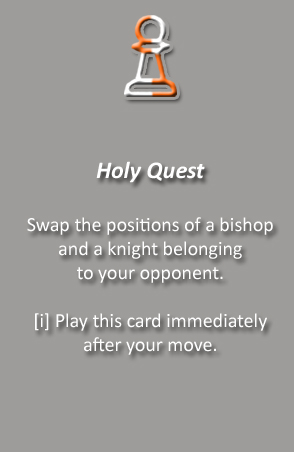 Holy Quest
Swap the positions of a bishop
and a knight belonging
to your opponent.
[i] Play this card immediately
after your move.